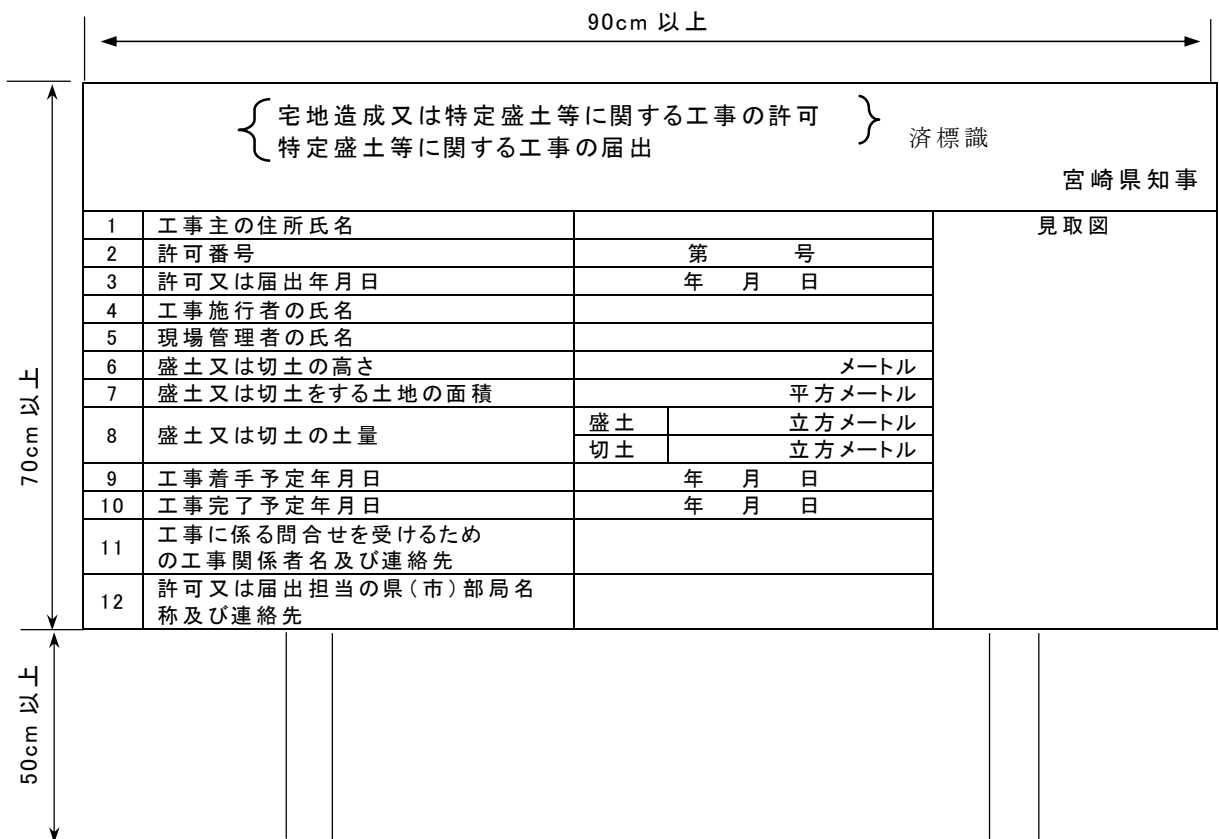 90cm 以上
宅地造成又は特定盛土等に関する工事の許可
特定盛土等に関する工事の届出
済標識
宮崎県知事
1 工事主の住所氏名
見取図
2 許可番号 第 号
3 許可又は届出年月日 年 月 日
4 工事施行者の氏名
5 現場管理者の氏名
6 盛土又は切土の高さ メートル
7 盛土又は切土をする土地の面積 平方メートル
8 盛土又は切土の土量 盛土 立方メートル
切土 立方メートル
9 工事着手予定年月日 年 月 日
10 工事完了予定年月日 年 月 日
11 工事に係る問合せを受けるため
の工事関係者名及び連絡先
12 許可又は届出担当の県(市)部局名
称及び連絡先
70cm 以上
50cm 以上